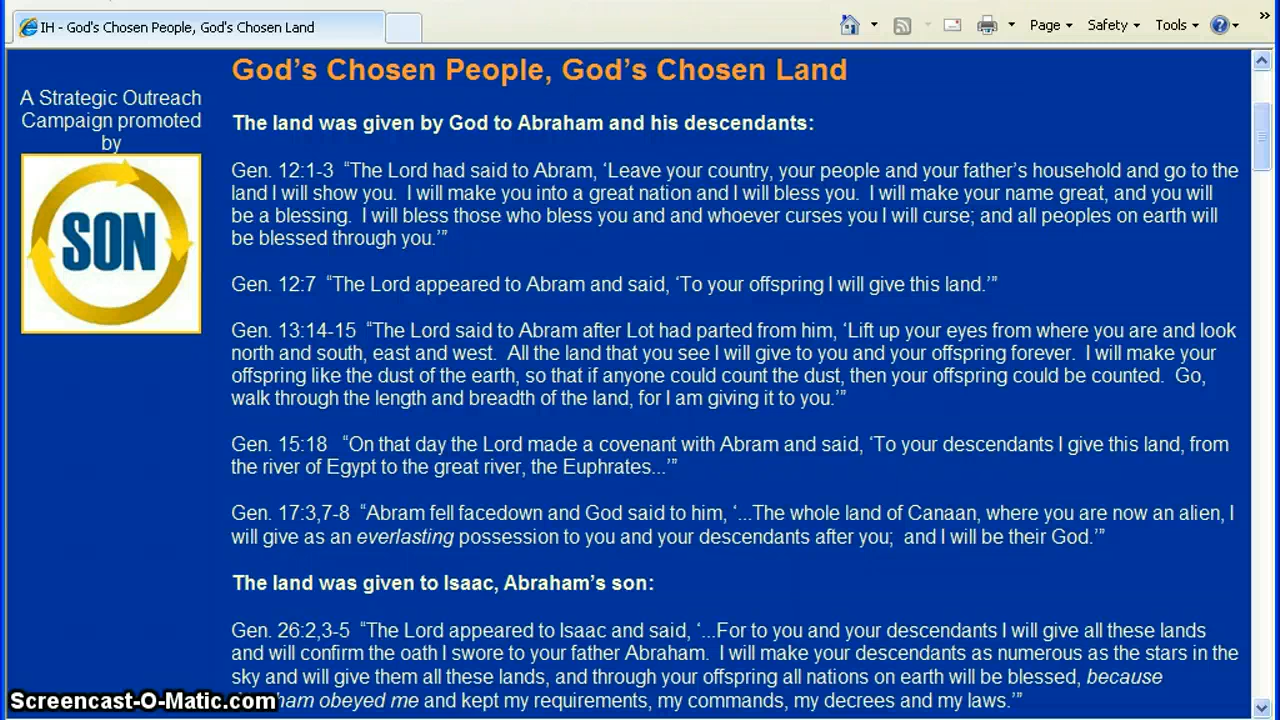 IH - God's Chosen People, God's Chosen Land
Page
Safety
Tools
A Strategic Outreach
Campaign promoted
by
SON
God’s Chosen People, God’s Chosen Land
The land was given by God to Abraham and his descendants:
Gen. 12:1-3 “The Lord had said to Abram, ‘Leave your country, your people and your father’s household and go to the
land I will show you. I will make you into a great nation and I will bless you. I will make your name great, and you will
be a blessing. I will bless those who bless you and and whoever curses you I will curse; and all peoples on earth will
be blessed through you.’”
Gen. 12:7 “The Lord appeared to Abram and said, ‘To your offspring I will give this land.’”
Gen. 13:14-15 “The Lord said to Abram after Lot had parted from him, ‘Lift up your eyes from where you are and look
north and south, east and west. All the land that you see I will give to you and your offspring forever. I will make your
offspring like the dust of the earth, so that if anyone could count the dust, then your offspring could be counted. Go,
walk through the length and breadth of the land, for I am giving it to you.’”
Gen. 15:18 “On that day the Lord made a covenant with Abram and said, ‘To your descendants I give this land, from
the river of Egypt to the great river, the Euphrates...’”
Gen. 17:3,7-8 “Abram fell facedown and God said to him, ‘...The whole land of Canaan, where you are now an alien, I
will give as an everlasting possession to you and your descendants after you; and I will be their God.’”
The land was given to Isaac, Abraham’s son:
Gen. 26:2,3-5 “The Lord appeared to Isaac and said, ‘...For to you and your descendants I will give all these lands
and will confirm the oath I swore to your father Abraham. I will make your descendants as numerous as the stars in the
sky and will give them all these lands, and through your offspring all nations on earth will be blessed, because
ham obeyed me and kept my requirements, my commands, my decrees and my laws.’”
Screencast-O-Matic.com